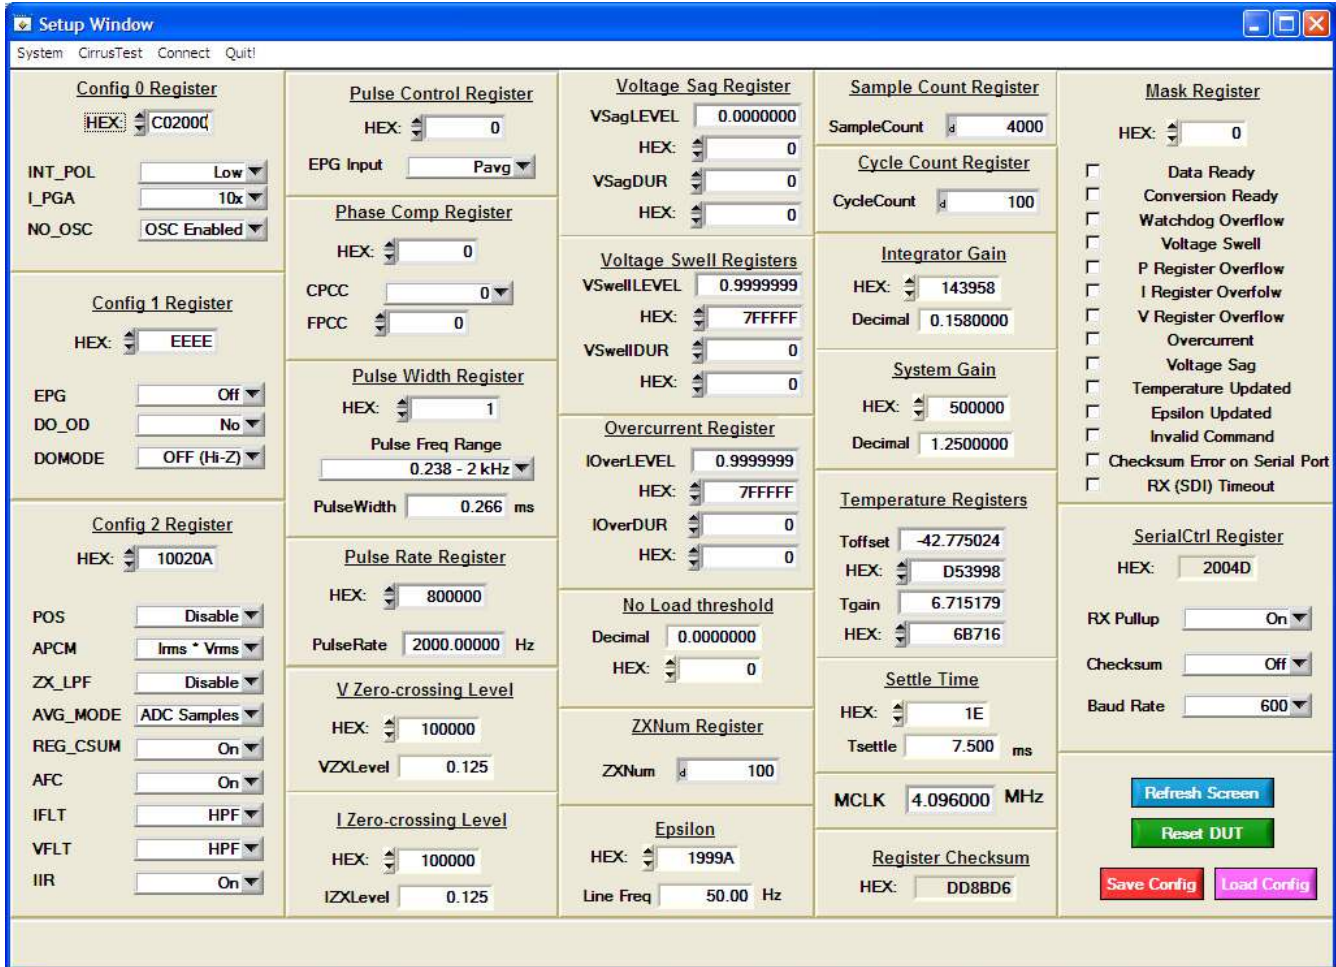 Setup Window
System CirrusTest Connect Quit!
Config 0 Register
HEX: C02000
INT_POL Low
I_PGA 10x
NO_OSC OSC Enabled
Config 1 Register
HEX: EEEE
EPG Off
DO_OD No
DOMODE OFF (Hi-Z)
Config 2 Register
HEX: 10020A
POS Disable
APCM Irms * Vrms
ZX_LPF Disable
AVG_MODE ADC Samples
REG_CSUM On
AFC On
IFLT HPF
VFLT HPF
IIR On
Pulse Control Register
HEX: 0
EPG Input Pavg
Phase Comp Register
HEX: 0
CPCC 0
FPCC 0
Pulse Width Register
HEX: 1
Pulse Freq Range
0.238 - 2 kHz
PulseWidth 0.266 ms
Pulse Rate Register
HEX: 800000
PulseRate 2000.00000 Hz
V Zero-crossing Level
HEX: 100000
VZXLevel 0.125
I Zero-crossing Level
HEX: 100000
IZXLevel 0.125
Voltage Sag Register
VSagLEVEL 0.0000000
HEX: 0
VSagDUR 0
HEX: 0
Voltage Swell Registers
VSwellLEVEL 0.9999999
HEX: 7FFFFF
VSwellDUR 0
HEX: 0
Overcurrent Register
IOverLEVEL 0.9999999
HEX: 7FFFFF
IOverDUR 0
HEX: 0
No Load threshold
Decimal 0.0000000
HEX: 0
ZXNum Register
ZXNum d 100
Epsilon
HEX: 1999A
Line Freq 50.00 Hz
Sample Count Register
SampleCount d 4000
Cycle Count Register
CycleCount d 100
Integrator Gain
HEX: 143958
Decimal 0.1580000
System Gain
HEX: 500000
Decimal 1.2500000
Temperature Registers
Toffset -42.775024
HEX: D53998
Tgain 6.715179
HEX: 6B716
Settle Time
HEX: 1E
Tsettle 7.500 ms
MCLK 4.096000 MHz
Register Checksum
HEX: DD8BD6
Mask Register
HEX: 0
Data Ready
Conversion Ready
Watchdog Overflow
Voltage Swell
P Register Overflow
I Register Overfolw
V Register Overflow
Overcurrent
Voltage Sag
Temperature Updated
Epsilon Updated
Invalid Command
Checksum Error on Serial Port
RX (SDI) Timeout
SerialCtrl Register
HEX: 2004D
RX Pullup On
Checksum Off
Baud Rate 600
Refresh Screen
Reset DUT
Save Config Load Config